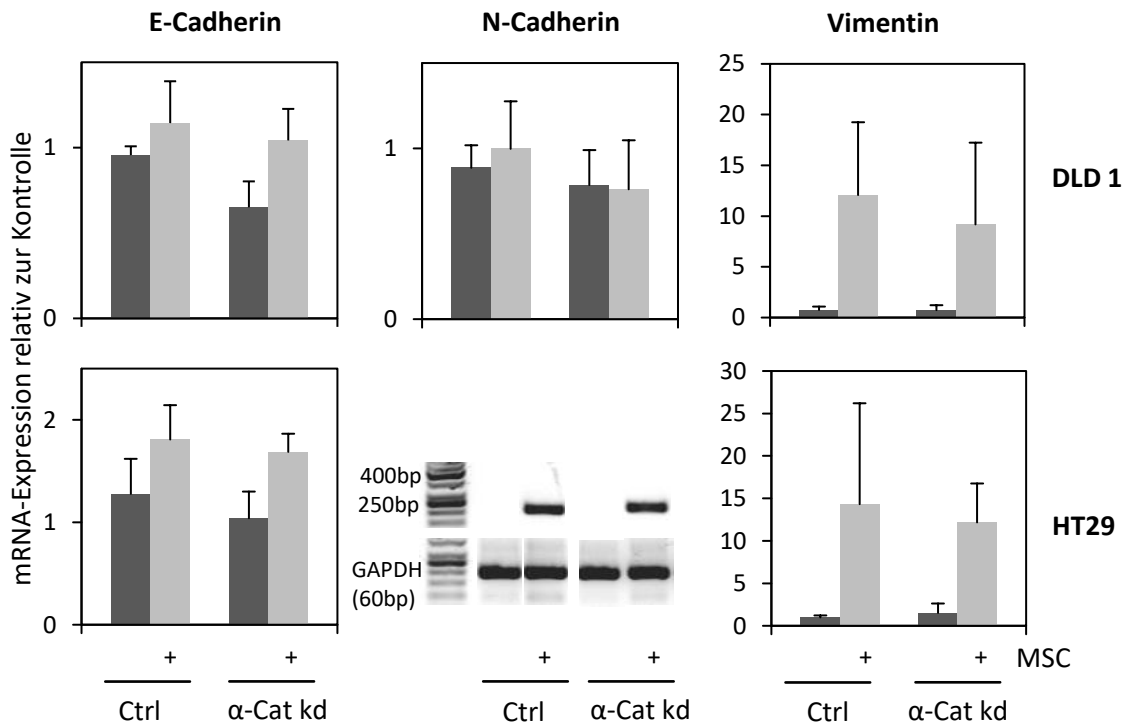 E-Cadherin N-Cadherin Vimentin
mRNA-Expression relativ zur Kontrolle
1
0
1
0
25
20
15
10
5
0
DLD 1
2
1
0
400bp
250bp
GAPDH
(60bp)
30
25
20
15
10
5
0
HT29
+ + + + + + MSC
Ctrl α-Cat kd Ctrl α-Cat kd Ctrl α-Cat kd